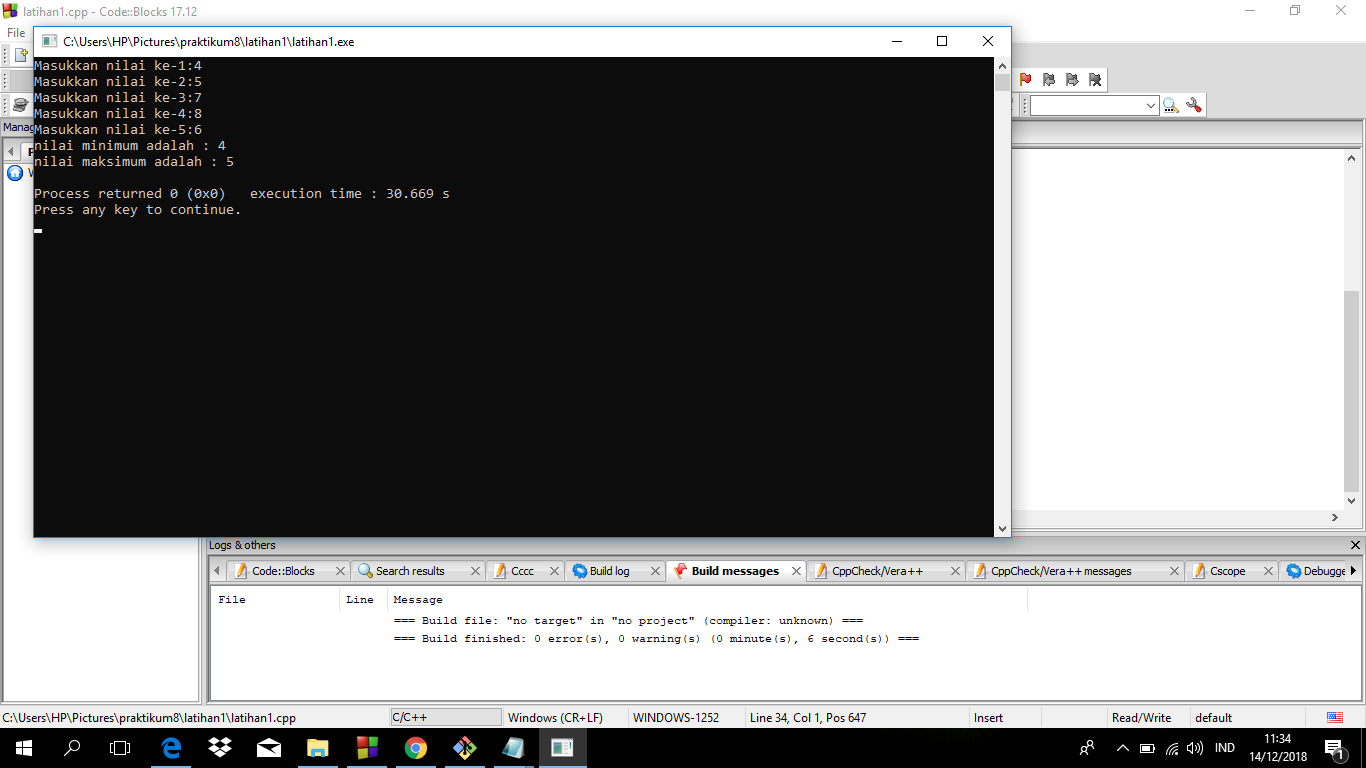 latihan1.cpp - Code::Blocks 17.12
File
C:\Users\HP\Pictures\praktikum8\latihan1\latihan1.exe
Masukkan nilai ke-1:4
Masukkan nilai ke-2:5
Masukkan nilai ke-3:7
Masukkan nilai ke-4:8
Masukkan nilai ke-5:6
nilai minimum adalah : 4
nilai maksimum adalah : 5
Process returned 0 (0x0)   execution time : 30.669 s
Press any key to continue.
Logs & others
Code::Blocks Search results Cccc Build log Build messages CppCheck/Vera++ CppCheck/Vera++ messages Cscope Debugge
File Line Message
=== Build file: "no target" in "no project" (compiler: unknown) ===
=== Build finished: 0 error(s), 0 warning(s) (0 minute(s), 6 second(s)) ===
C:\Users\HP\Pictures\praktikum8\latihan1\latihan1.cpp C/C++ Windows (CR+LF) WINDOWS-1252 Line 34, Col 1, Pos 647 Insert Read/Write default
IND
11:34
14/12/2018
1